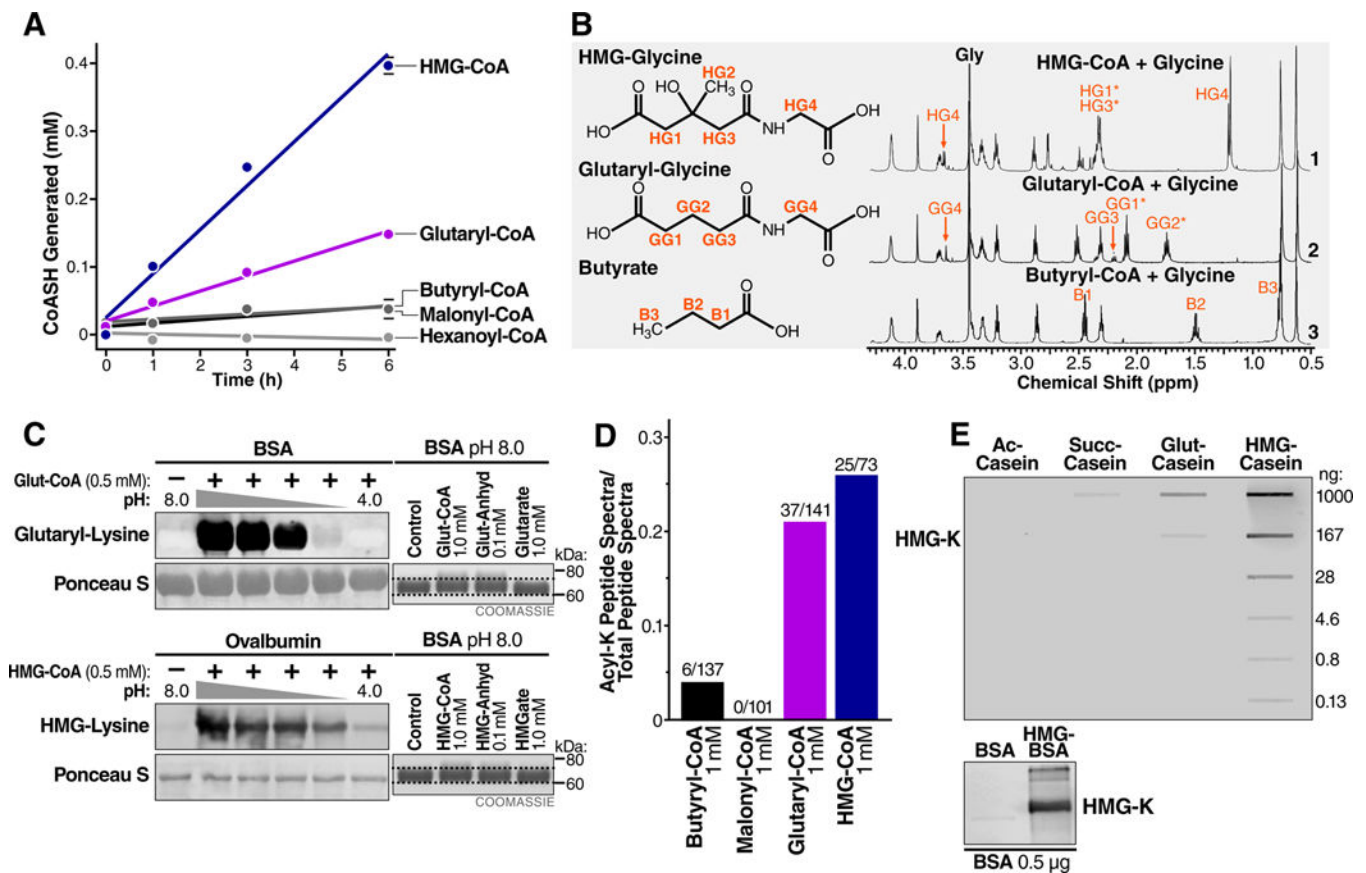 A
CoASH Generated (mM)
0.4
0.3
0.2
0.1
0
0
1
3
6
Time (h)
HMG-CoA
Glutaryl-CoA
Butyryl-CoA
Malonyl-CoA
Hexanoyl-CoA
B
HMG-Glycine
HG2
HO
CH₃
O
O
HG4
OH
HO
NH
HG1
HG3
O
Glutaryl-Glycine
O
GG2
O
GG4
OH
HO
NH
GG1
GG3
O
Butyrate
B3
B2
B1
O
H₃C
OH
Gly
HMG-CoA + Glycine
HG1*
HG3*
HG4
HG4
1
Glutaryl-CoA + Glycine
GG4
GG1*
GG3
GG2*
2
Butyryl-CoA + Glycine
B1
B2
B3
3
4.0 3.5 3.0 2.5 2.0 1.5 1.0 0.5
Chemical Shift (ppm)
C
BSA
Glut-CoA (0.5 mM): – + + + + +
pH: 8.0 4.0
Glutaryl-Lysine
Ponceau S
BSA pH 8.0
Control
Glut-CoA
1.0 mM
Glut-Anhyd
0.1 mM
Glutarate
1.0 mM
kDa:
80
60
COOMASSIE
Ovalbumin
HMG-CoA (0.5 mM): – + + + + +
pH: 8.0 4.0
HMG-Lysine
Ponceau S
BSA pH 8.0
Control
HMG-CoA
1.0 mM
HMG-Anhyd
0.1 mM
HMGate
1.0 mM
kDa:
80
60
COOMASSIE
D
Acyl-K Peptide Spectra/
Total Peptide Spectra
0.3
0.2
0.1
0
6/137
0/101
37/141
25/73
Butyryl-CoA
1 mM
Malonyl-CoA
1 mM
Glutaryl-CoA
1 mM
HMG-CoA
1 mM
E
Ac-
Casein
Succ-
Casein
Glut-
Casein
HMG-
Casein
ng:
1000
167
28
4.6
0.8
0.13
HMG-K
BSA
HMG-
BSA
HMG-K
BSA 0.5 µg